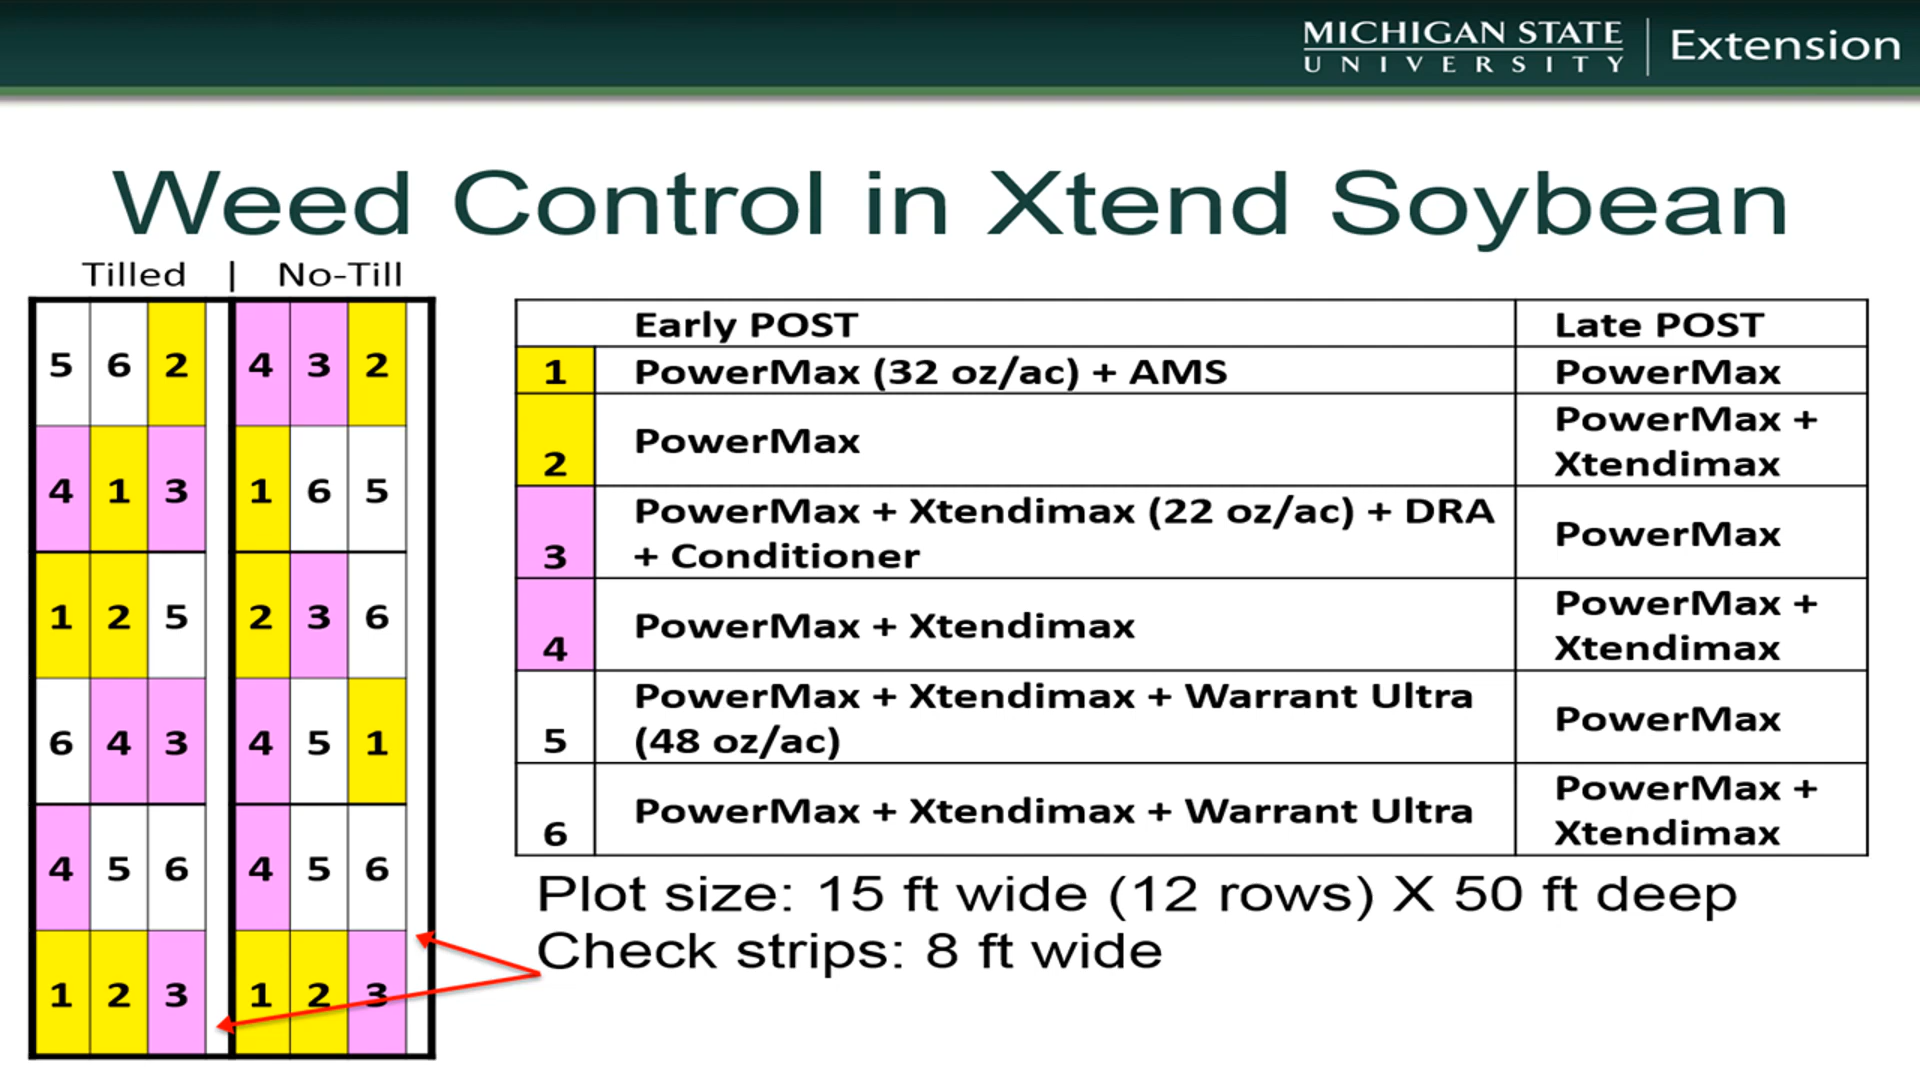 MICHIGAN STATE
UNIVERSITY
Extension
Weed Control in Xtend Soybean
Tilled | No-Till
5 6 2 4 3 2
4 1 3 1 6 5
1 2 5 2 3 6
6 4 3 4 5 1
4 5 6 4 5 6
1 2 3 1 2 3
Early POST Late POST
1 PowerMax (32 oz/ac) + AMS PowerMax
2 PowerMax PowerMax +
Xtendimax
3 PowerMax + Xtendimax (22 oz/ac) + DRA
+ Conditioner PowerMax
4 PowerMax + Xtendimax PowerMax +
Xtendimax
5 PowerMax + Xtendimax + Warrant Ultra
(48 oz/ac) PowerMax
6 PowerMax + Xtendimax + Warrant Ultra PowerMax +
Xtendimax
Plot size: 15 ft wide (12 rows) X 50 ft deep
Check strips: 8 ft wide